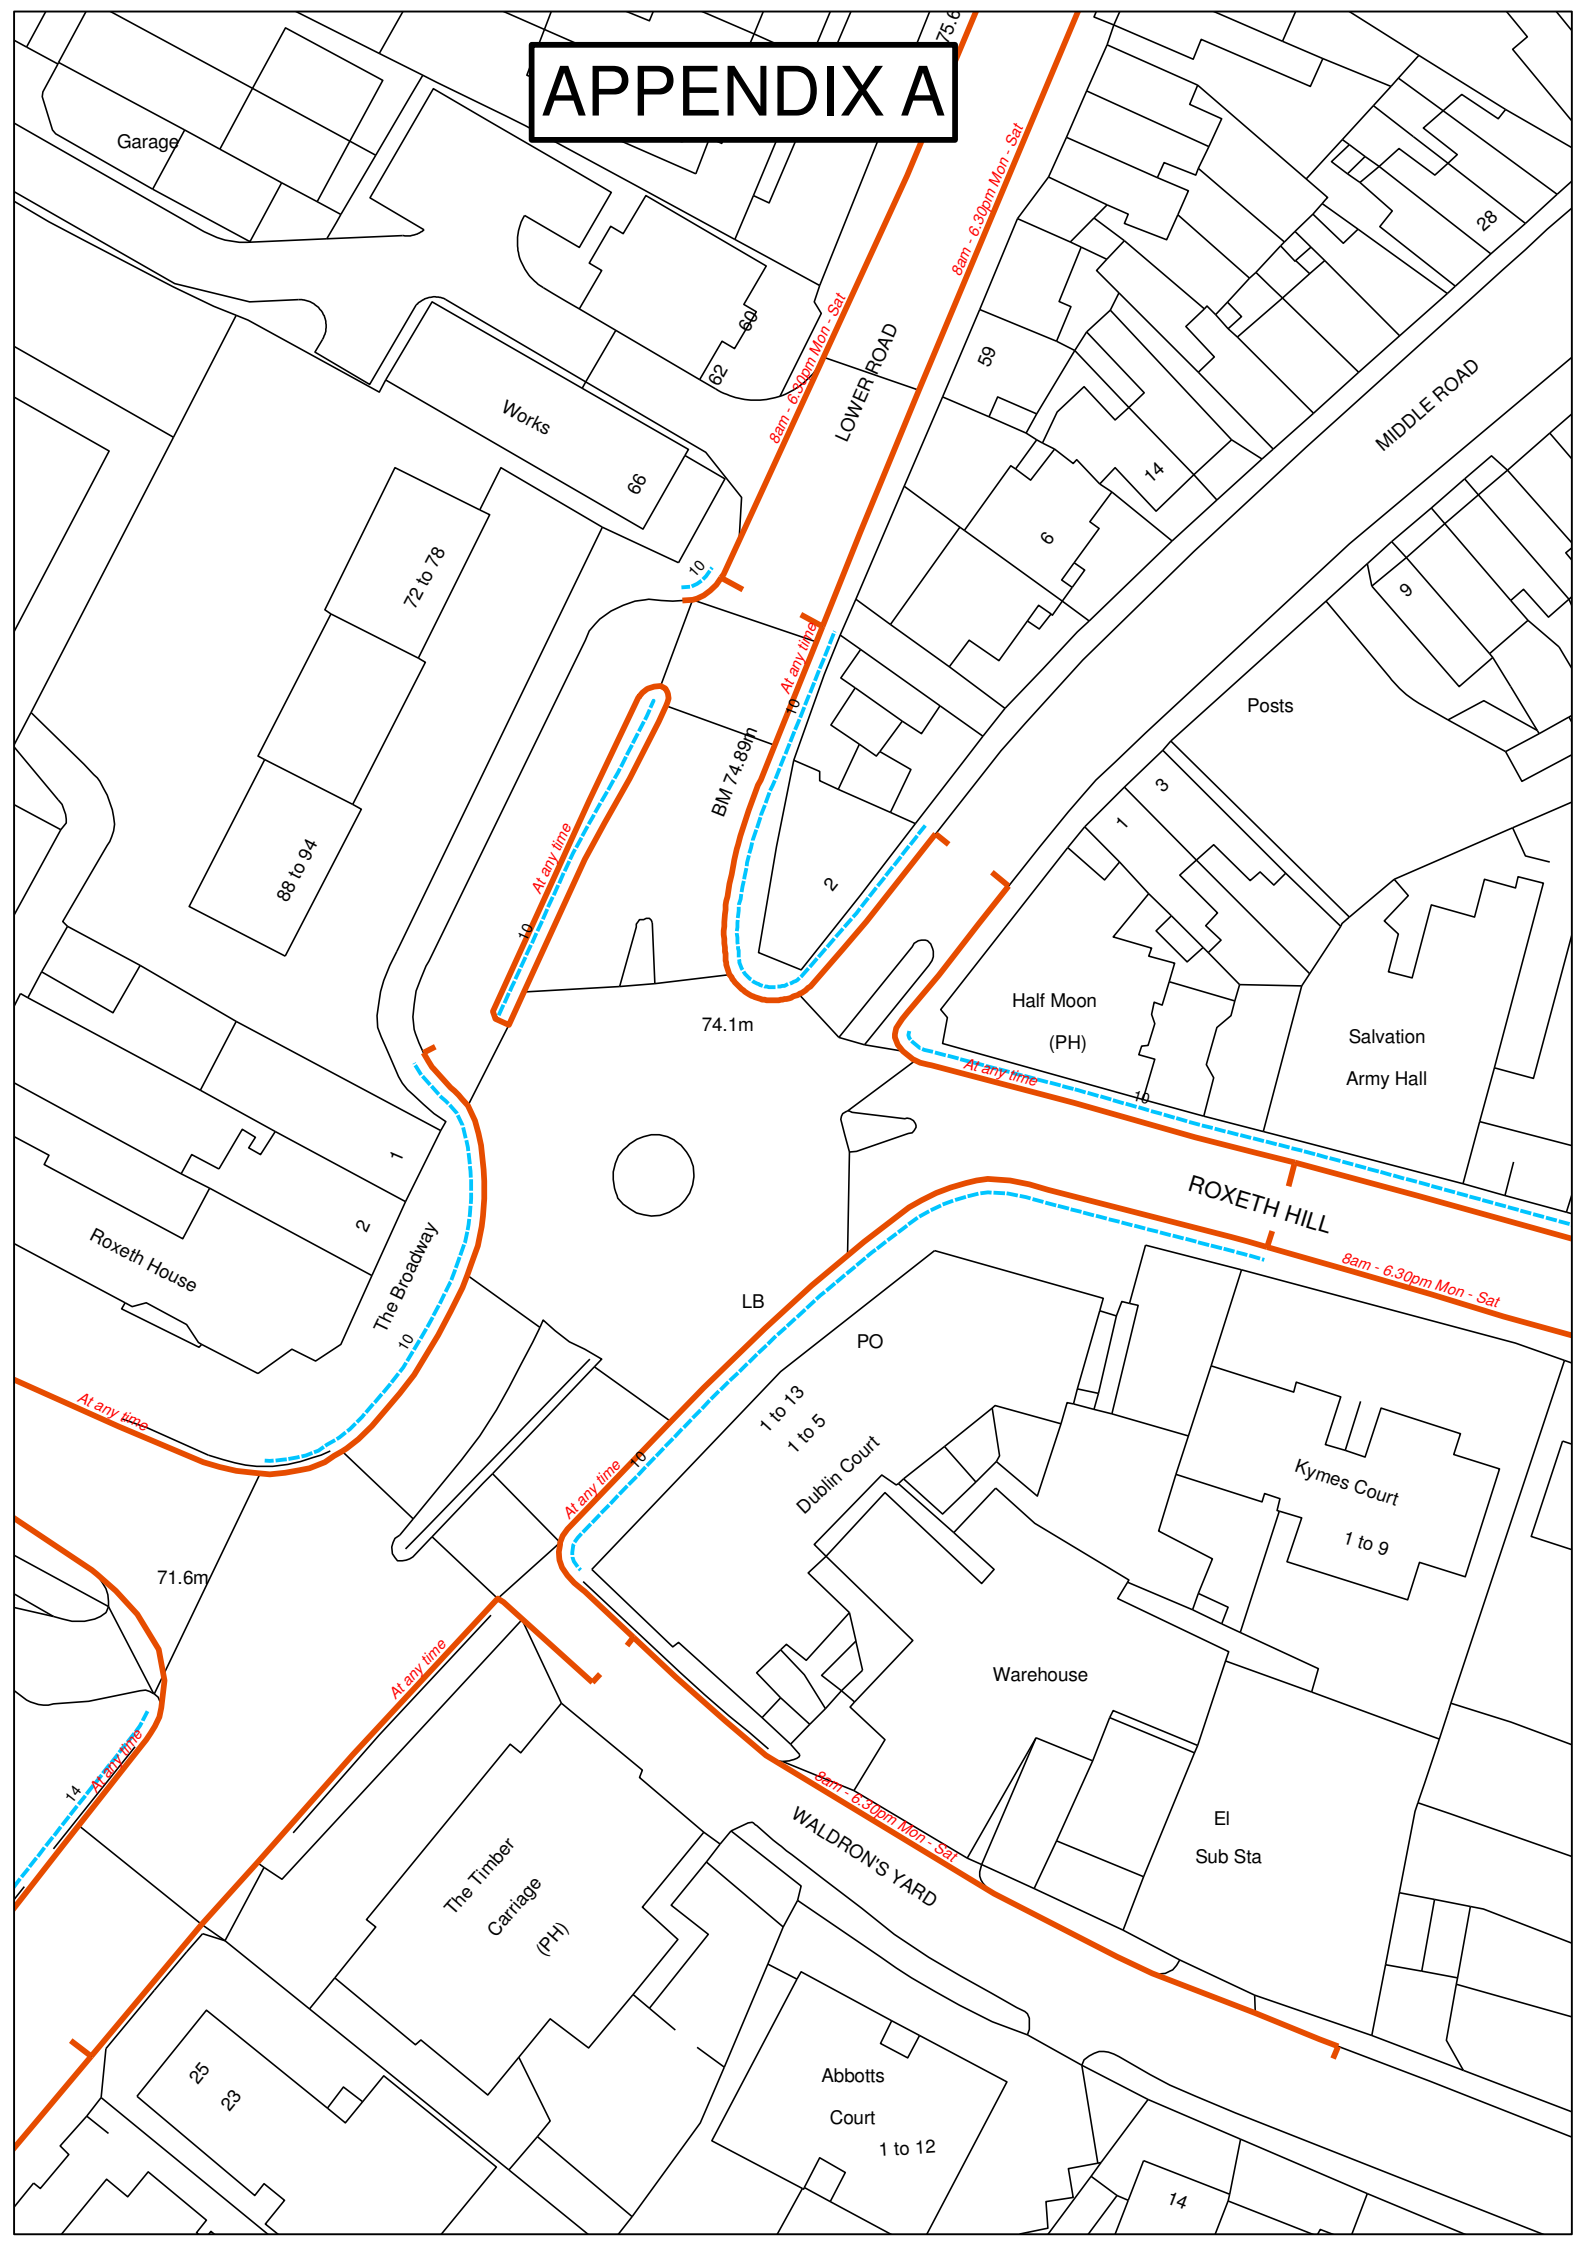 75.6
APPENDIX A
Garage
8am - 6.30pm Mon - Sat
28
60
62
8am - 6.30pm Mon - Sat
LOWER ROAD
59
MIDDLE ROAD
Works
66
14
6
10
72 to 78
9
At any time
10
Posts
BM 74.89m
3
1
At any time
10
88 to 94
2
74.1m
Half Moon
(PH)
Salvation
Army Hall
At any time
10
1
2
ROXETH HILL
Roxeth House
The Broadway
10
8am - 6.30pm Mon - Sat
LB
PO
At any time
1 to 13
1 to 5
Dublin Court
10
At any time
Kymes Court
1 to 9
71.6m
At any time
Warehouse
At any time
14
8am - 6.30pm Mon - Sat
WALDRON'S YARD
El
Sub Sta
The Timber
Carriage
(PH)
25
23
Abbotts
Court
1 to 12
14